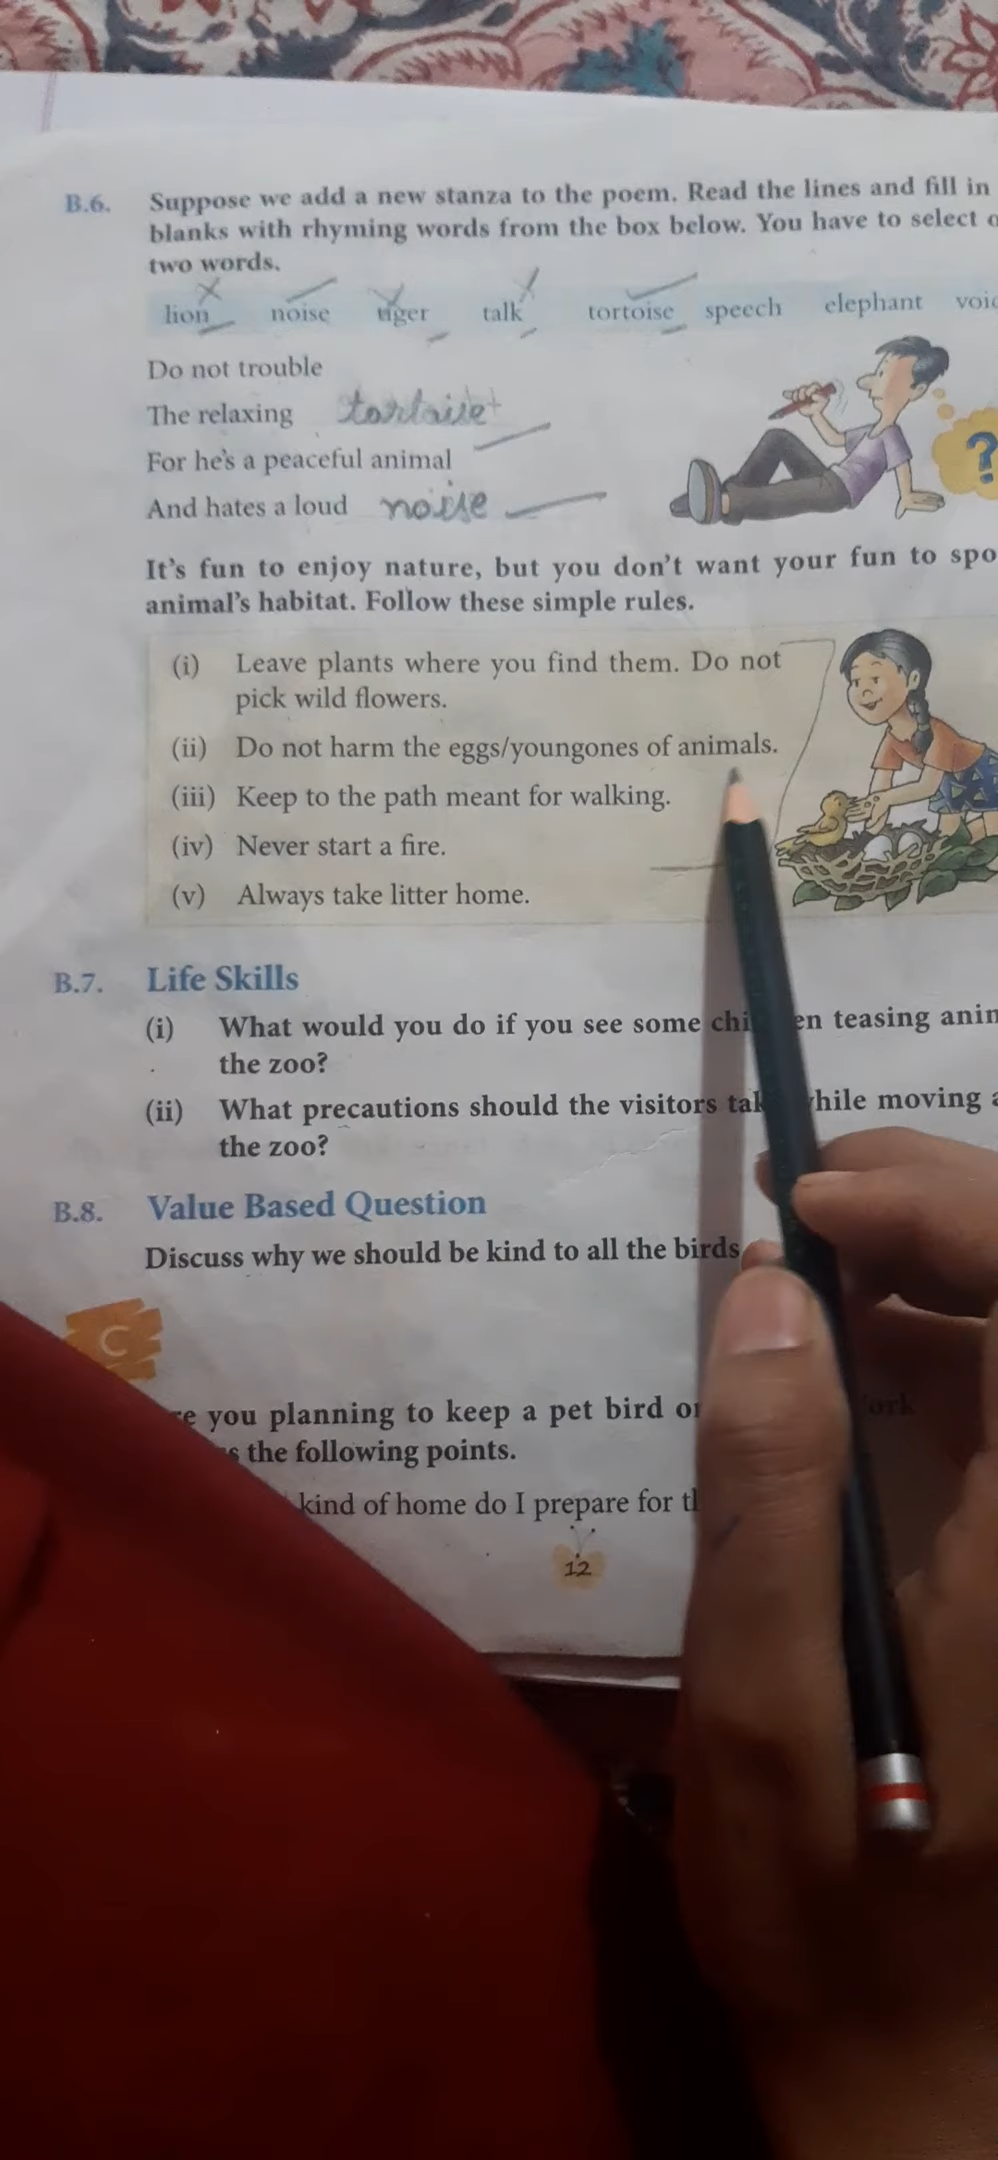 B.6. Suppose we add a new stanza to the poem. Read the lines and fill in
blanks with rhyming words from the box below. You have to select
two words.
lion noise tiger talk tortoise speech elephant
Do not trouble
The relaxing tortoise
For he's a peaceful animal
And hates a loud noise
?
It's fun to enjoy nature, but you don't want your fun to
animal's habitat. Follow these simple rules.
(i) Leave plants where you find them. Do not
pick wild flowers.
(ii) Do not harm the eggs/youngones of animals.
(iii) Keep to the path meant for walking.
(iv) Never start a fire.
(v) Always take litter home.
B.7. Life Skills
(i) What would you do if you see some teasing
the zoo?
(ii) What precautions should the visitors while moving
the zoo?
B.8. Value Based Question
Discuss why we should be kind to all the birds
C
you planning to keep a pet bird
the following points.
kind of home do I prepare for
12